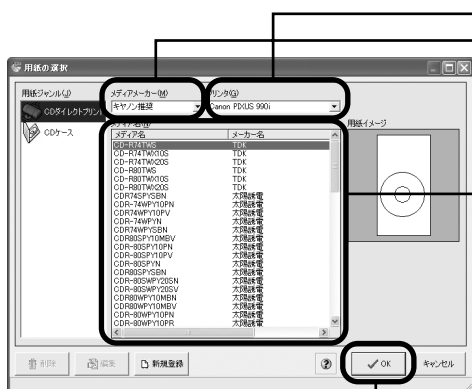 用紙の選択
用紙ジャンル(J)
CDダイレクトプリント
CDケース
メディアメーカー(M)
キヤノン推奨
プリンタ(G)
Canon PIXUS 990i
メディア名(N)
メディア名 メーカー名
CD-R74TWS TDK
CD-R74TWX10S TDK
CD-R74TWX20S TDK
CD-R80TWS TDK
CD-R80TWX10S TDK
CD-R80TWX20S TDK
CDR74SPYSBN 太陽誘電
CDR-74WPY10PN 太陽誘電
CDR74WPY10PV 太陽誘電
CDR-74WPYN 太陽誘電
CDR74WPYSBN 太陽誘電
CDR80SPY10MBV 太陽誘電
CDR-80SPY10PN 太陽誘電
CDR-80SPY10PV 太陽誘電
CDR-80SPYN 太陽誘電
CDR80SPYSBN 太陽誘電
CDR-80SWPY20SN 太陽誘電
CDR-80SWPY20SV 太陽誘電
CDR80WPY10MBN 太陽誘電
CDR80WPY10MBV 太陽誘電
CDR-80WPY10PN 太陽誘電
CDR-80WPY10PR 太陽誘電
用紙イメージ
削除
編集
新規登録
OK
キャンセル